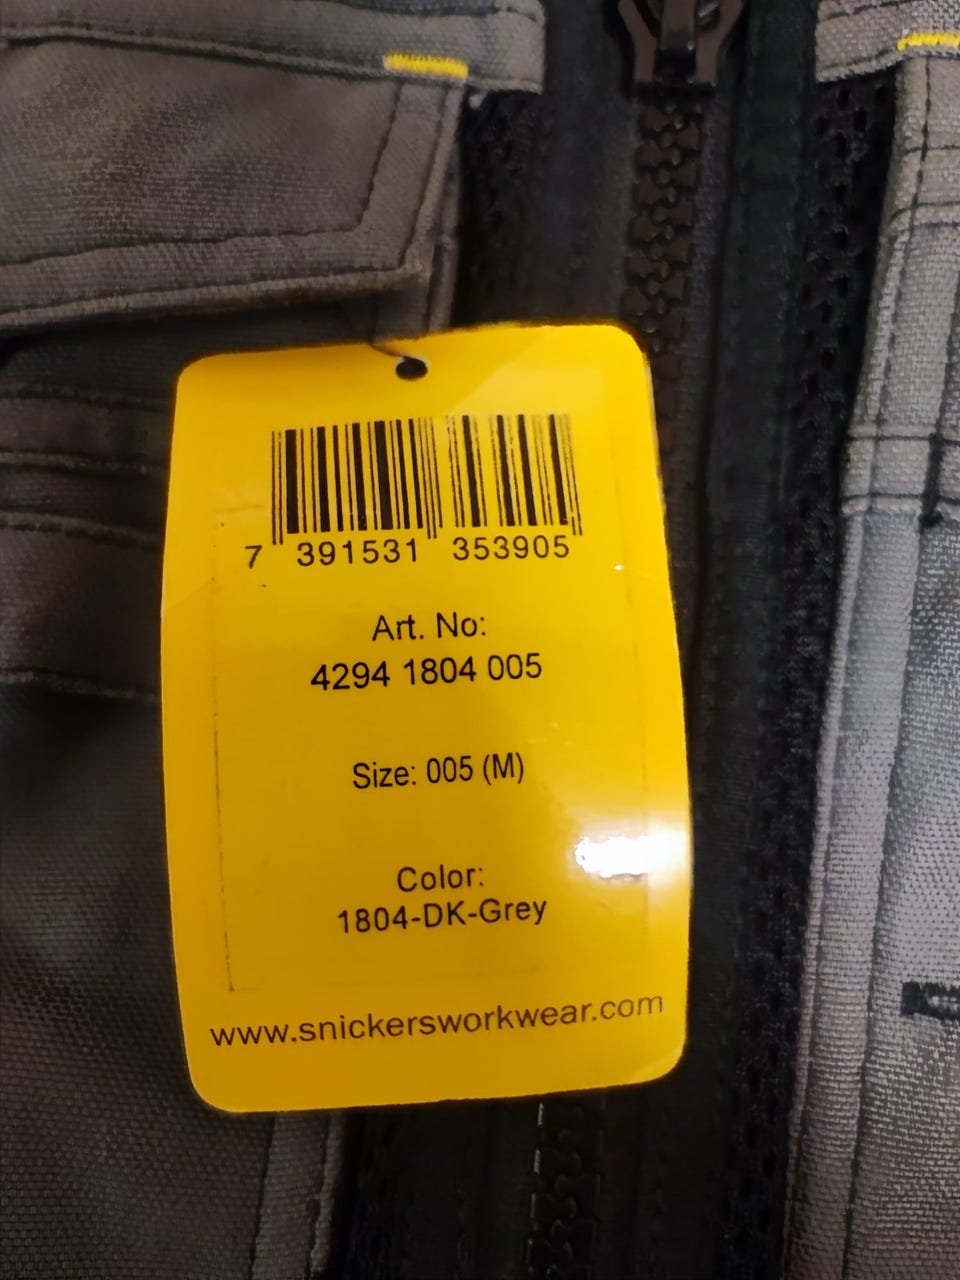 7 391531 353905
Art. No:
4294 1804 005
Size: 005 (M)
Color:
1804-DK-Grey
www.snickersworkwear.com